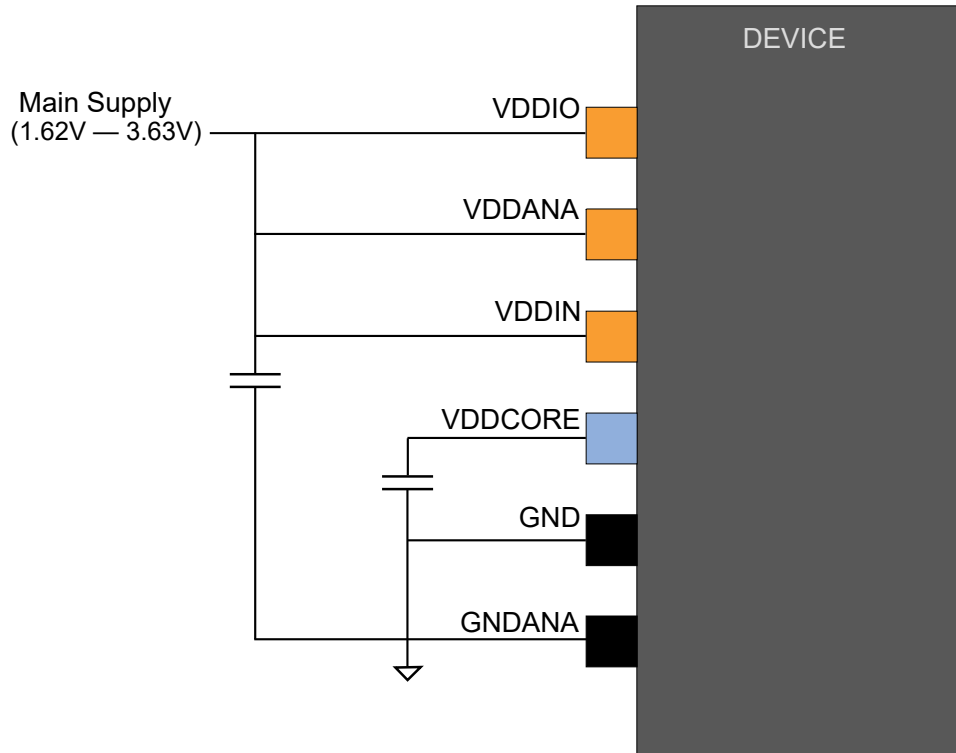 DEVICE
Main Supply
(1.62V — 3.63V)
VDDIO
VDDANA
VDDIN
VDDCORE
GND
GNDANA